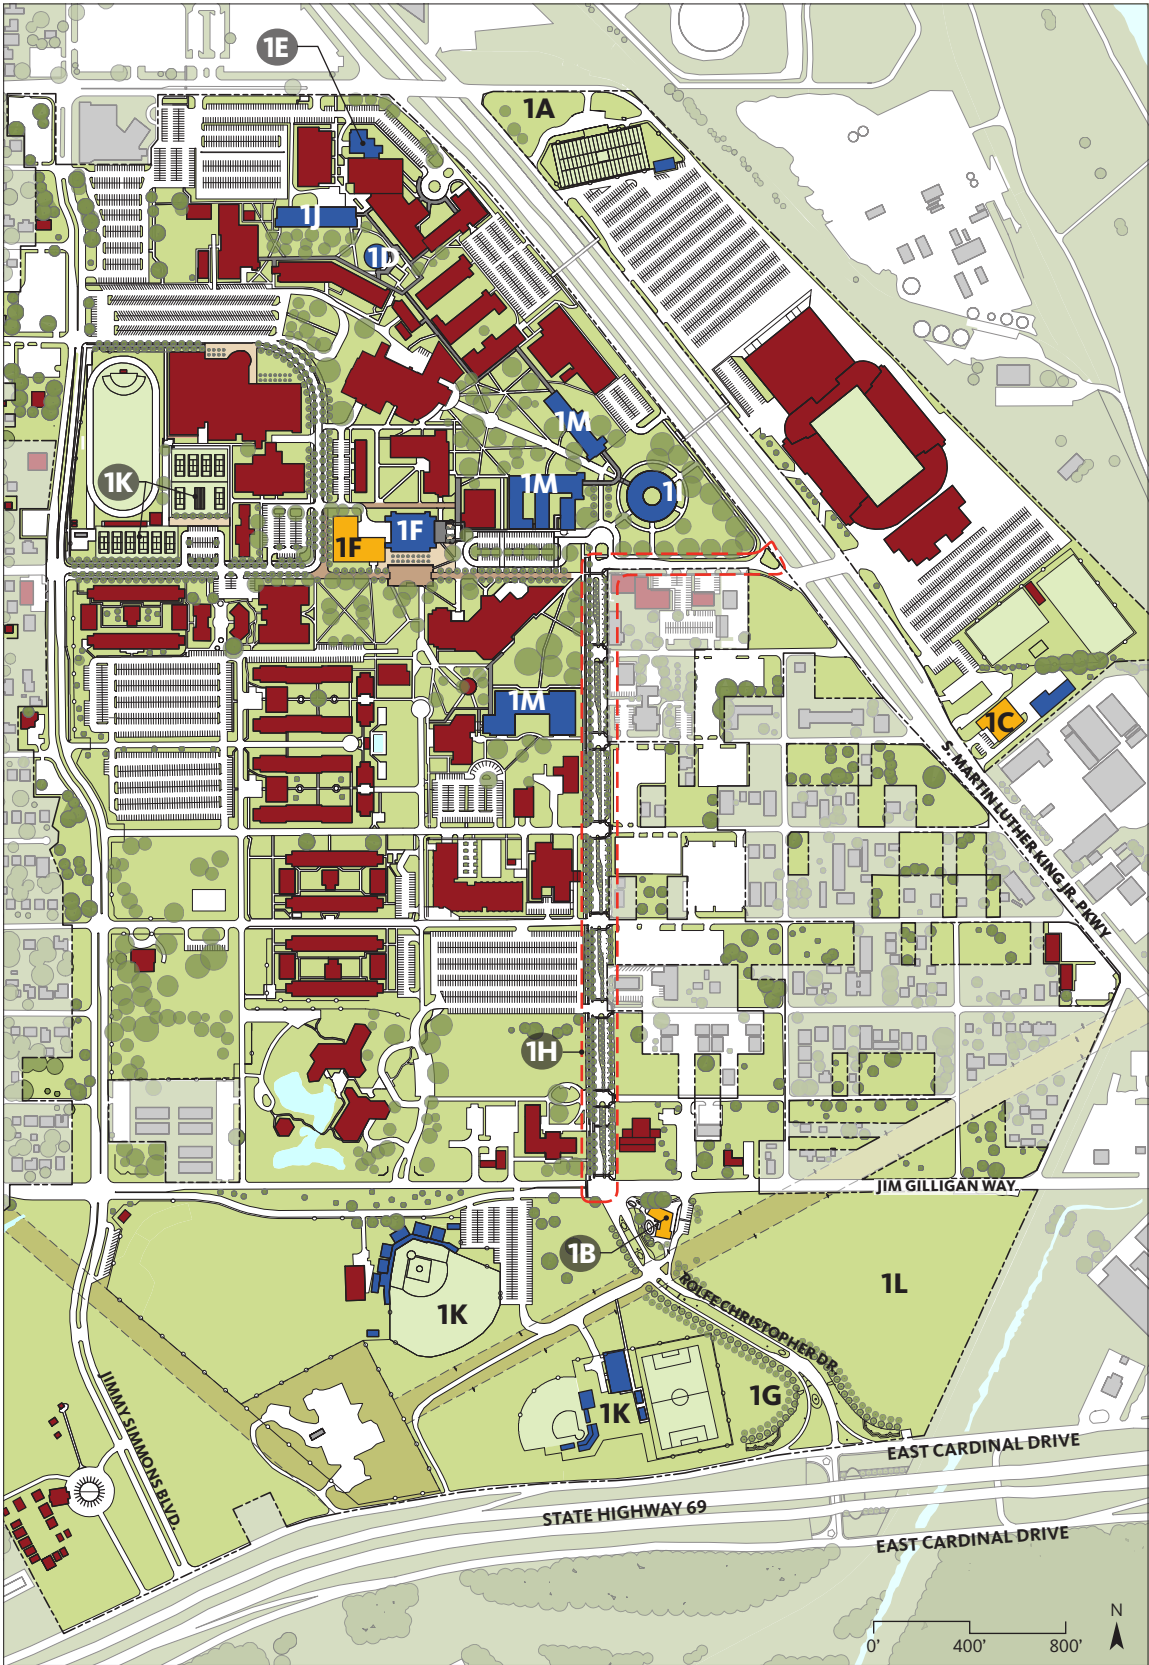 1E
1A
1J
1D
1M
1K
1M
1I
1F
1F
1M
1C
S. MARTIN LUTHER KING JR. PKWY
1H
JIM GILLIGAN WAY
1B
1L
ROLFE CHRISTOPHER DR.
1K
JIMMY SIMMONS BLVD.
1G
1K
EAST CARDINAL DRIVE
STATE HIGHWAY 69
EAST CARDINAL DRIVE
N
0' 400' 800'